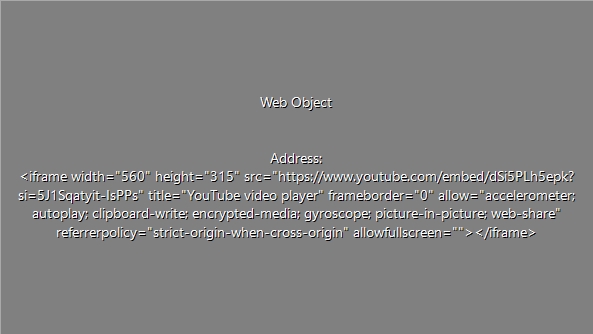 Web Object
Address:
<iframe width="560" height="315" src="https://www.youtube.com/embed/dSi5PLh5epk?
si=5J1Sqatyit-IsPPs" title="YouTube video player" frameborder="0" allow="accelerometer;
autoplay; clipboard-write; encrypted-media; gyroscope; picture-in-picture; web-share"
referrerpolicy="strict-origin-when-cross-origin" allowfullscreen=""></iframe>